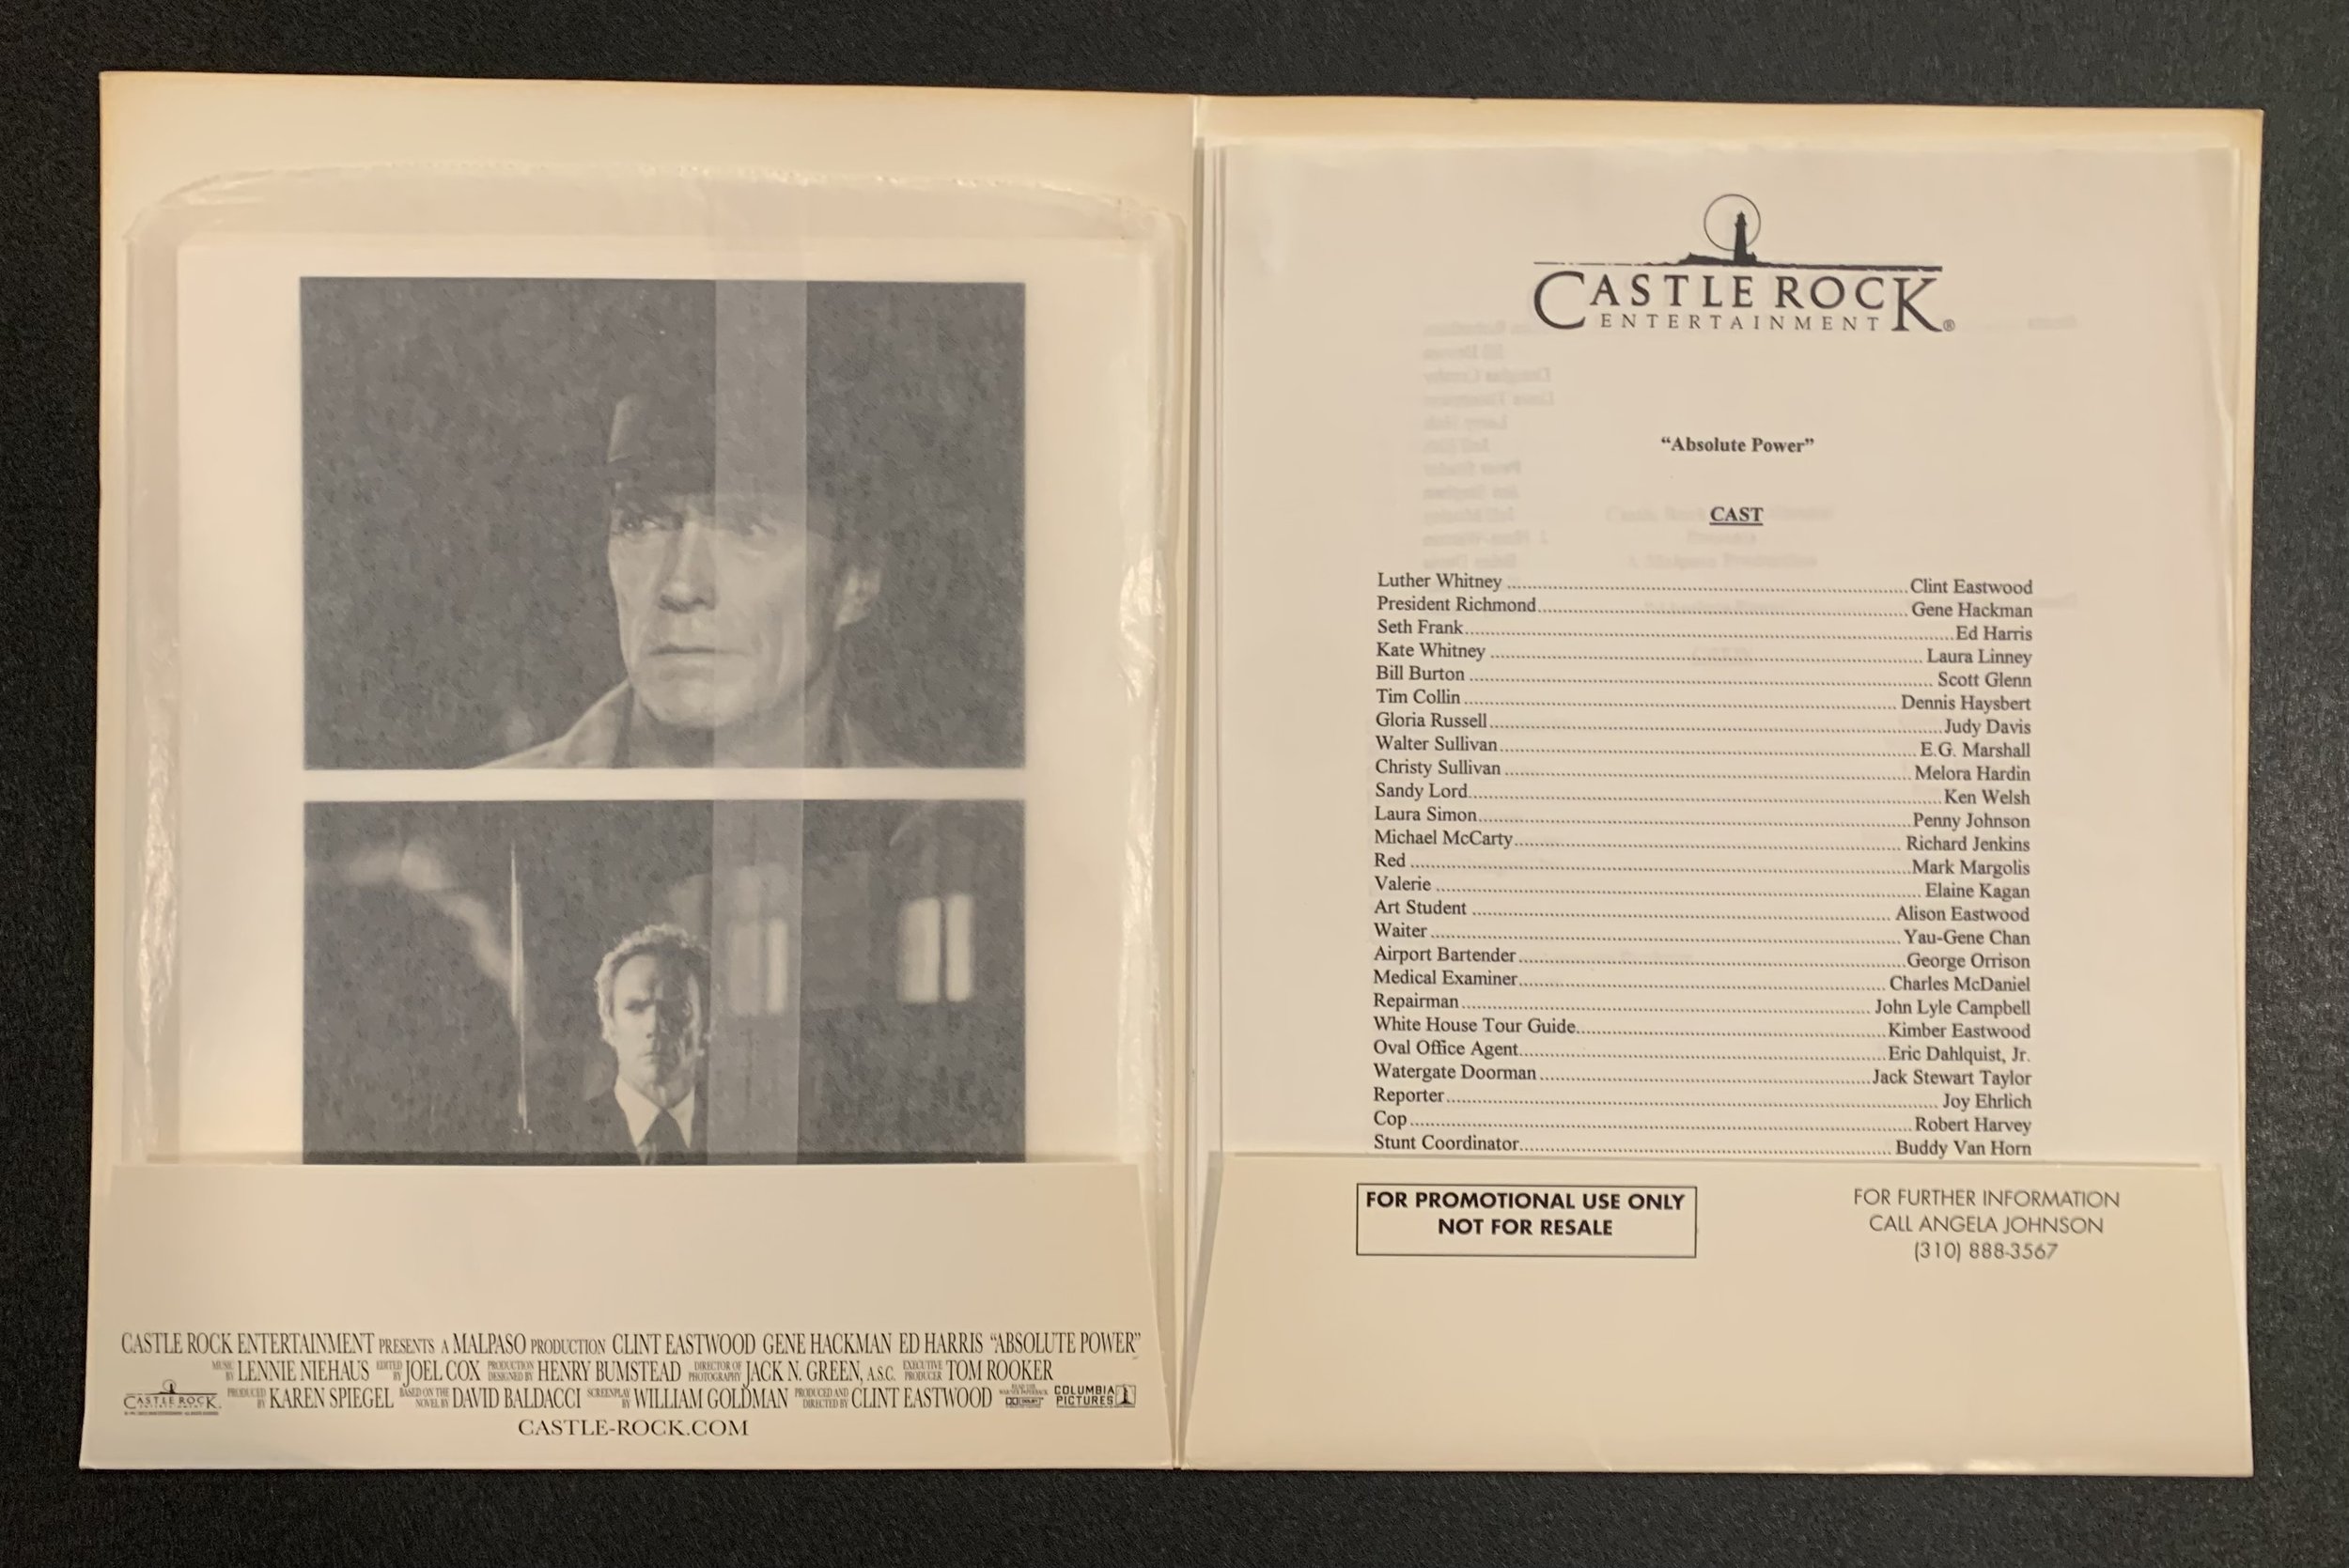 CASTLE ROCK ENTERTAINMENT PRESENTS A MALPASO PRODUCTION CLINT EASTWOOD GENE HACKMAN ED HARRIS “ABSOLUTE POWER”
MUSIC BY LENNIE NIEHAUS EDITED BY JOEL COX PRODUCTION DESIGNED BY HENRY BUMSTEAD DIRECTOR OF PHOTOGRAPHY JACK N. GREEN, A.S.C. EXECUTIVE PRODUCER TOM ROOKER
CASTLE ROCK PRODUCED BY KAREN SPIEGEL BASED ON THE NOVEL BY DAVID BALDACCI SCREENPLAY BY WILLIAM GOLDMAN PRODUCED AND DIRECTED BY CLINT EASTWOOD COLUMBIA PICTURES
CASTLE-ROCK.COM
CASTLE ROCK
ENTERTAINMENT®
“Absolute Power”
CAST
Luther Whitney Clint Eastwood
President Richmond Gene Hackman
Seth Frank Ed Harris
Kate Whitney Laura Linney
Bill Burton Scott Glenn
Tim Collin Dennis Haysbert
Gloria Russell Judy Davis
Walter Sullivan E.G. Marshall
Christy Sullivan Melora Hardin
Sandy Lord Ken Welsh
Laura Simon Penny Johnson
Michael McCarty Richard Jenkins
Red Mark Margolis
Valerie Elaine Kagan
Art Student Alison Eastwood
Waiter Yau-Gene Chan
Airport Bartender George Orrison
Medical Examiner Charles McDaniel
Repairman John Lyle Campbell
White House Tour Guide Kimber Eastwood
Oval Office Agent Eric Dahlquist, Jr.
Watergate Doorman Jack Stewart Taylor
Reporter Joy Ehrlich
Cop Robert Harvey
Stunt Coordinator Buddy Van Horn
FOR PROMOTIONAL USE ONLY
NOT FOR RESALE
FOR FURTHER INFORMATION
CALL ANGELA JOHNSON
(310) 888-3567